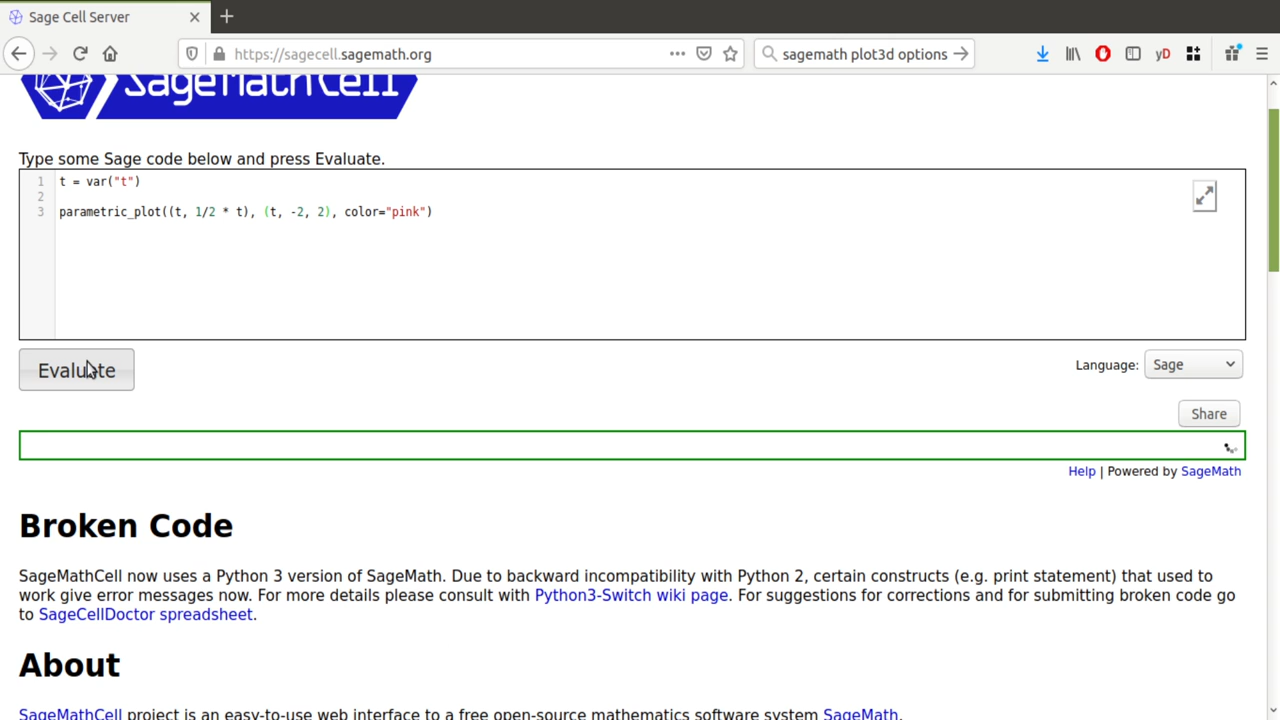 Sage Cell Server
https://sagecell.sagemath.org
sagemath plot3d options
yD
SageMathCell
Type some Sage code below and press Evaluate.
1 t = var("t")
2
3 parametric_plot((t, 1/2 * t), (t, -2, 2), color="pink")
Evaluate
Language: Sage
Share
Help | Powered by SageMath
Broken Code
SageMathCell now uses a Python 3 version of SageMath. Due to backward incompatibility with Python 2, certain constructs (e.g. print statement) that used to
work give error messages now. For more details please consult with Python3-Switch wiki page. For suggestions for corrections and for submitting broken code go
to SageCellDoctor spreadsheet.
About
SageMathCell project is an easy-to-use web interface to a free open-source mathematics software system SageMath.